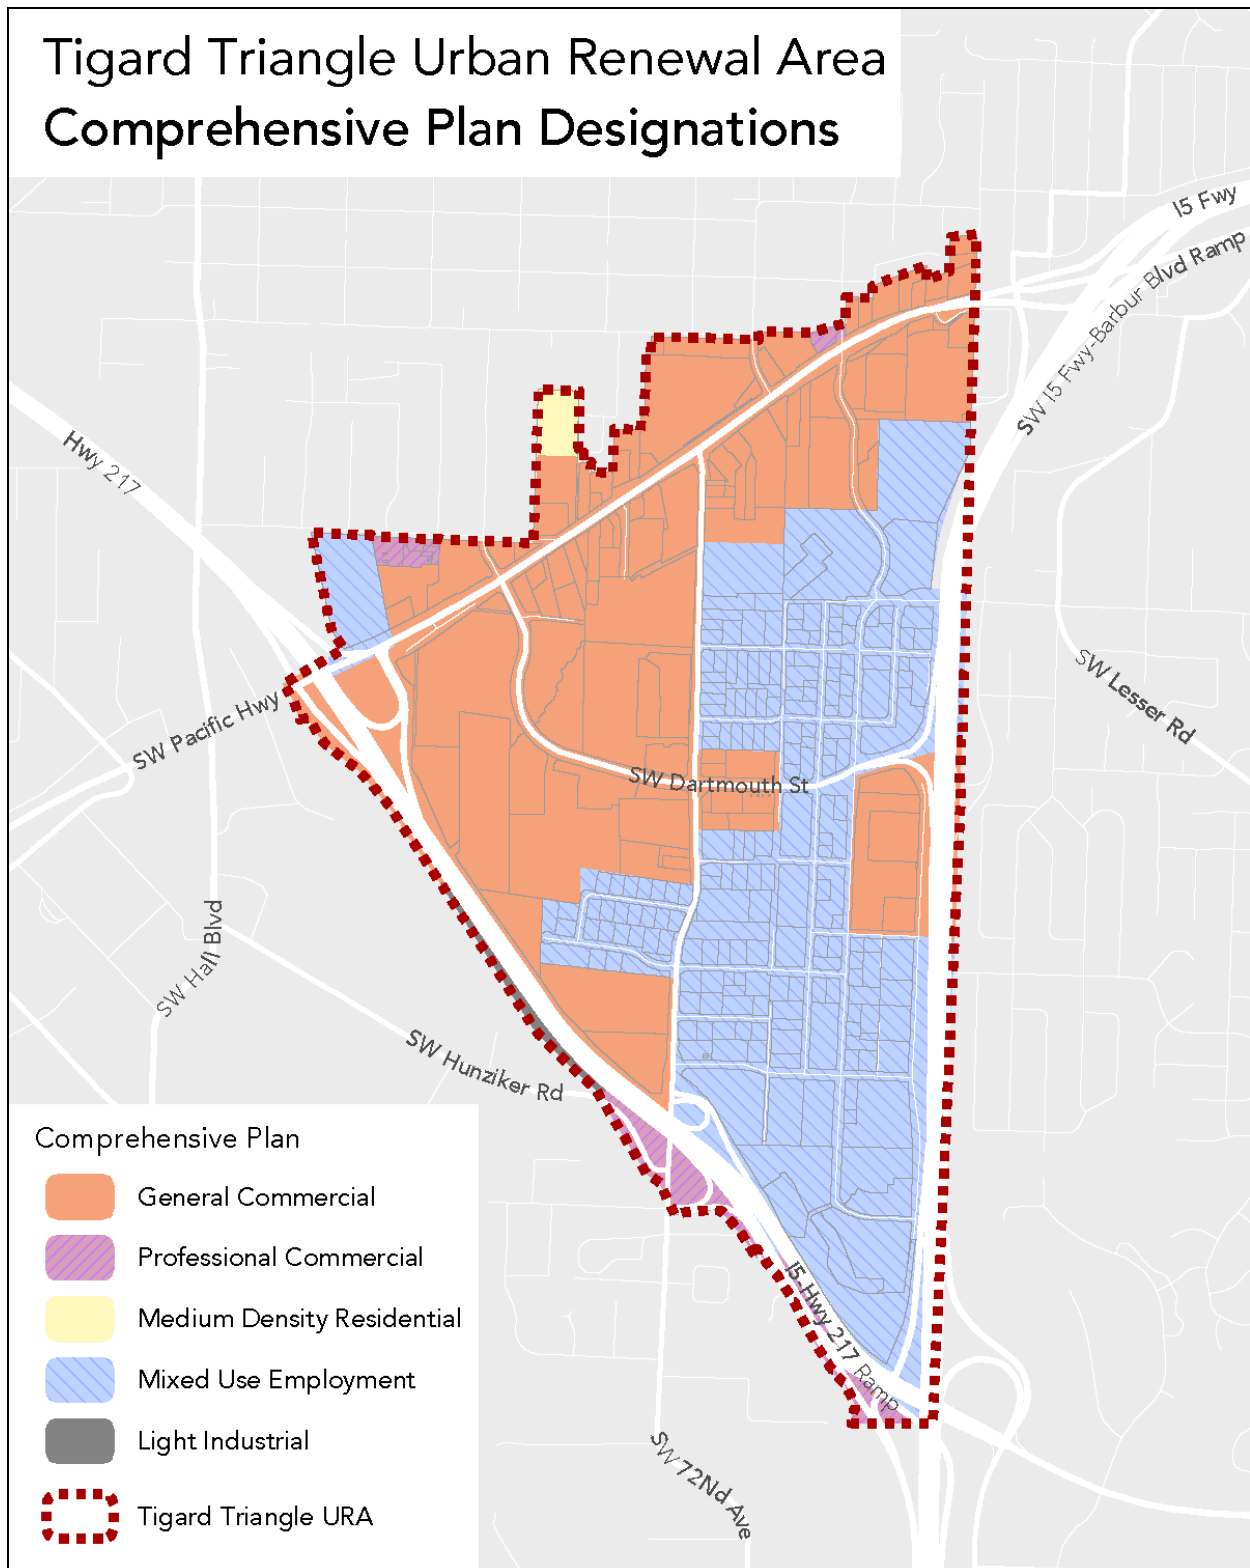 Tigard Triangle Urban Renewal Area
Comprehensive Plan Designations
I5 Fwy
SW I5 Fwy-Barbur Blvd Ramp
Hwy 217
SW Pacific Hwy
SW Lesser Rd
SW Dartmouth St
SW Hall Blvd
SW Hunziker Rd
I5-Hwy 217 Ramp
SW 72Nd Ave
Comprehensive Plan
General Commercial
Professional Commercial
Medium Density Residential
Mixed Use Employment
Light Industrial
Tigard Triangle URA